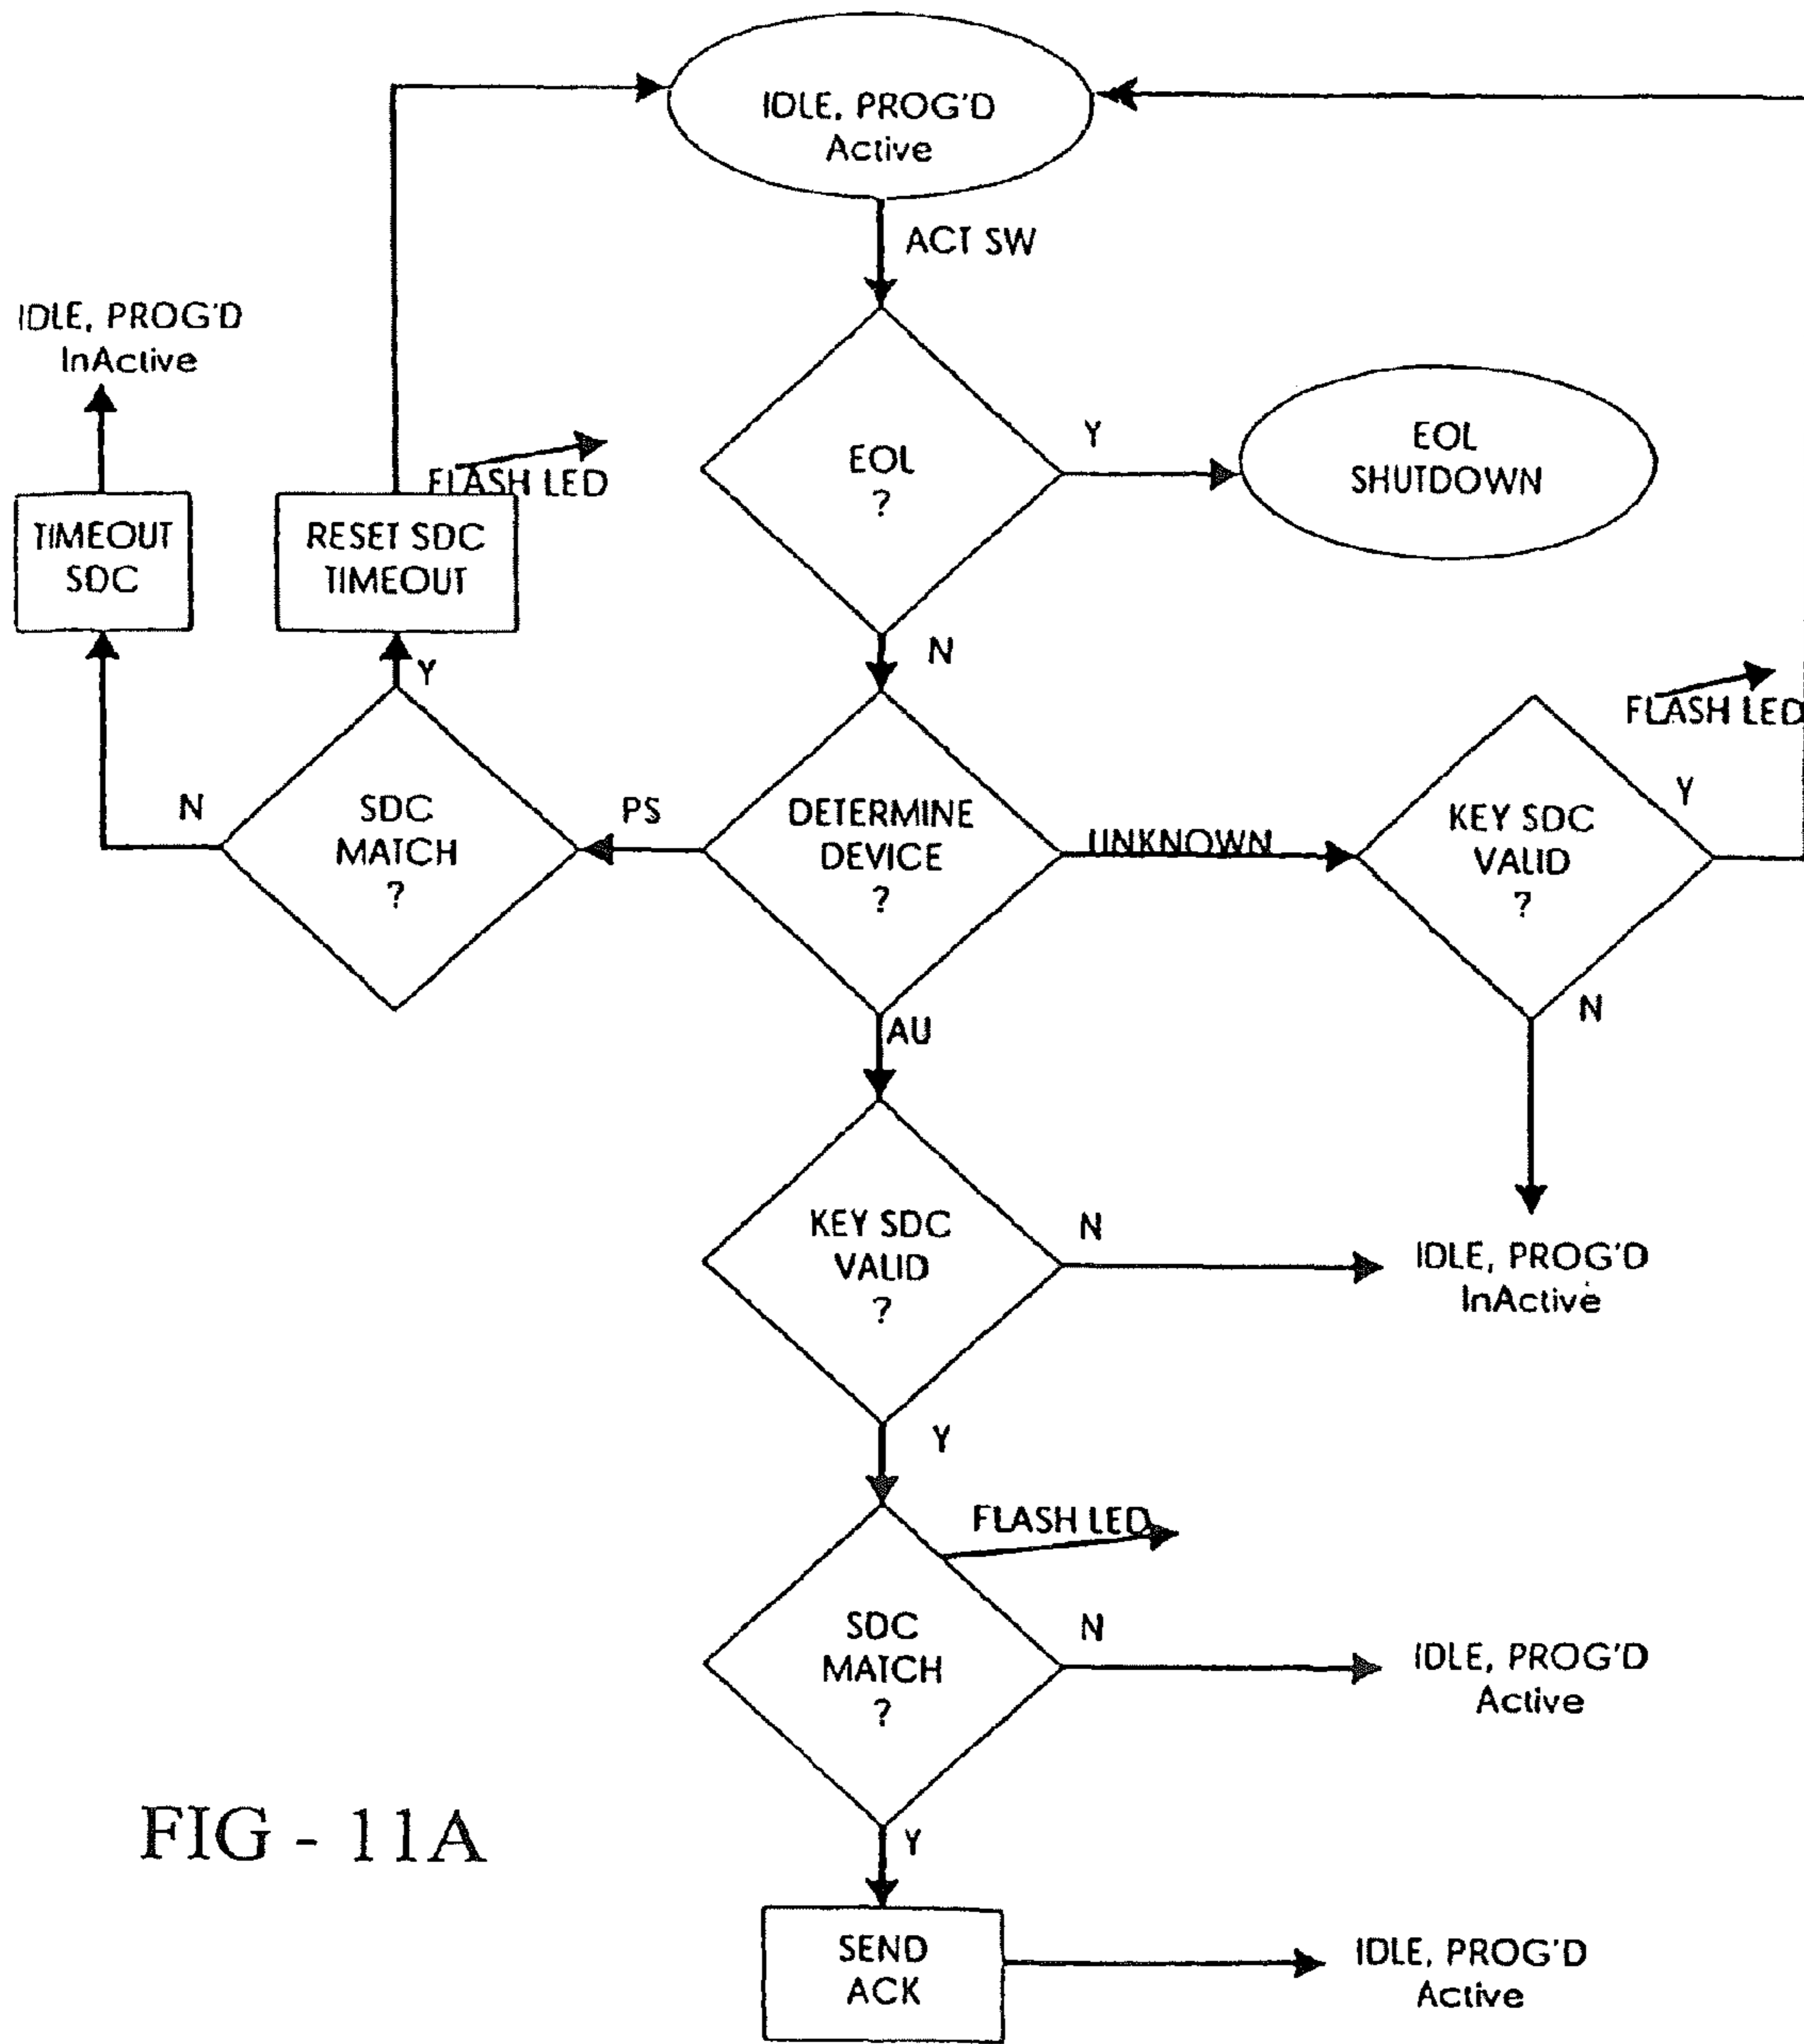 IDLE, PROG'D
Active
ACT SW
IDLE, PROG'D
InActive
EOL
?
Y
EOL
SHUTDOWN
FLASH LED
TIMEOUT
SDC
RESET SDC
TIMEOUT
N
Y
FLASH LED
N
SDC
MATCH
?
PS
DETERMINE
DEVICE
?
UNKNOWN
KEY SDC
VALID
?
Y
N
AU
KEY SDC
VALID
?
N
IDLE, PROG'D
InActive
Y
FLASH LED
SDC
MATCH
?
N
IDLE, PROG'D
Active
Y
SEND
ACK
IDLE, PROG'D
Active
FIG - 11A